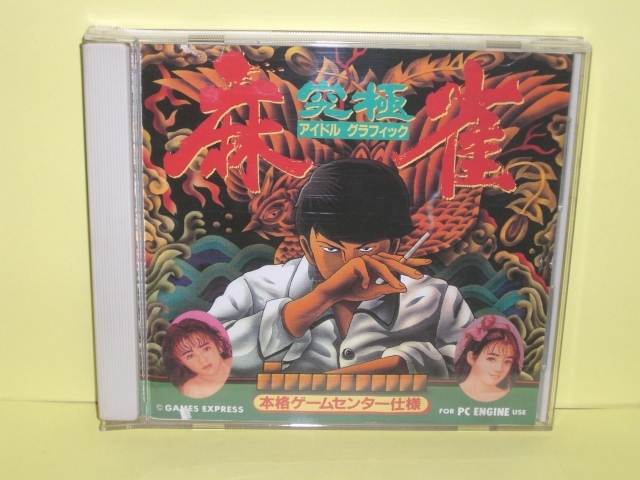 究極
麻雀
アイドル グラフィック
© GAMES EXPRESS
本格ゲームセンター仕様
FOR PC ENGINE USE